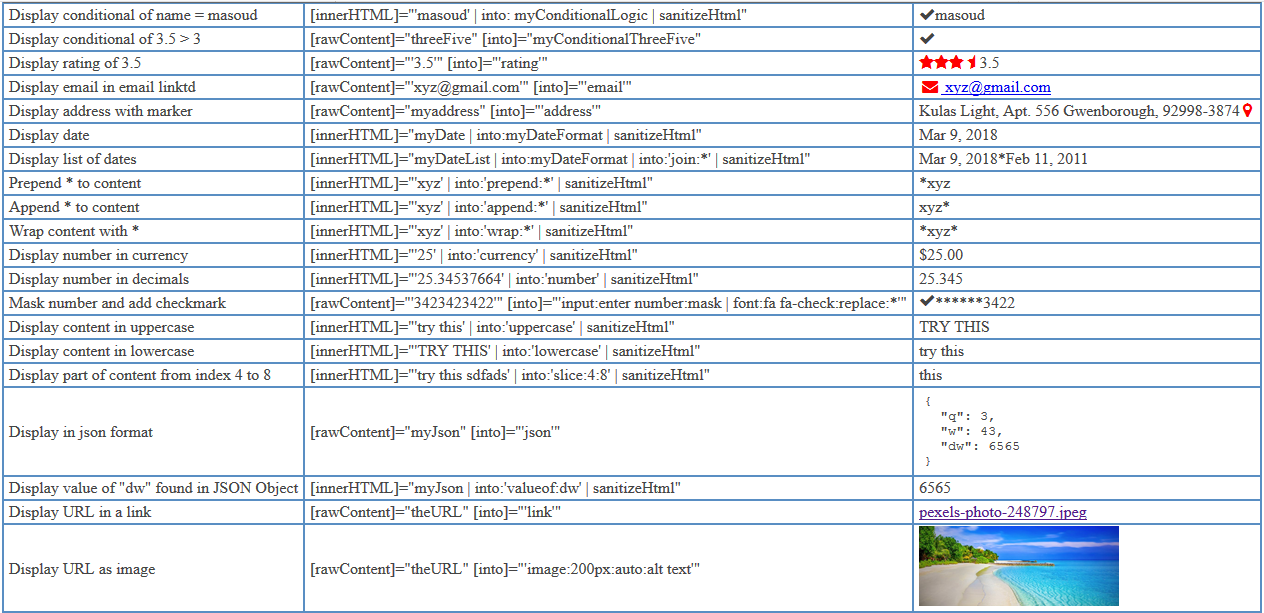 Display conditional of name = masoud [innerHTML]="'masoud' | into: myConditionalLogic | sanitizeHtml" ✔masoud
Display conditional of 3.5 > 3 [rawContent]="threeFive" [into]="myConditionalThreeFive" ✔
Display rating of 3.5 [rawContent]="'3.5'" [into]="'rating'" 3.5
Display email in email linktd [rawContent]="'xyz@gmail.com'" [into]="'email'" xyz@gmail.com
Display address with marker [rawContent]="myaddress" [into]="'address'" Kulas Light, Apt. 556 Gwenborough, 92998-3874
Display date [innerHTML]="myDate | into:myDateFormat | sanitizeHtml" Mar 9, 2018
Display list of dates [innerHTML]="myDateList | into:myDateFormat | into:'join:*' | sanitizeHtml" Mar 9, 2018*Feb 11, 2011
Prepend * to content [innerHTML]="'xyz' | into:'prepend:*' | sanitizeHtml" *xyz
Append * to content [innerHTML]="'xyz' | into:'append:*' | sanitizeHtml" xyz*
Wrap content with * [innerHTML]="'xyz' | into:'wrap:*' | sanitizeHtml" *xyz*
Display number in currency [innerHTML]="'25' | into:'currency' | sanitizeHtml" $25.00
Display number in decimals [innerHTML]="'25.34537664' | into:'number' | sanitizeHtml" 25.345
Mask number and add checkmark [rawContent]="'3423423422'" [into]="'input:enter number:mask | font:fa fa-check:replace:*'" ✔******3422
Display content in uppercase [innerHTML]="'try this' | into:'uppercase' | sanitizeHtml" TRY THIS
Display content in lowercase [innerHTML]="'TRY THIS' | into:'lowercase' | sanitizeHtml" try this
Display part of content from index 4 to 8 [innerHTML]="'try this sdfads' | into:'slice:4:8' | sanitizeHtml" this
Display in json format [rawContent]="myJson" [into]="'json'"
{
"q": 3,
"w": 43,
"dw": 6565
}
Display value of "dw" found in JSON Object [innerHTML]="myJson | into:'valueof:dw' | sanitizeHtml" 6565
Display URL in a link [rawContent]="theURL" [into]="'link'" pexels-photo-248797.jpeg
Display URL as image [rawContent]="theURL" [into]="'image:200px:auto:alt text'"